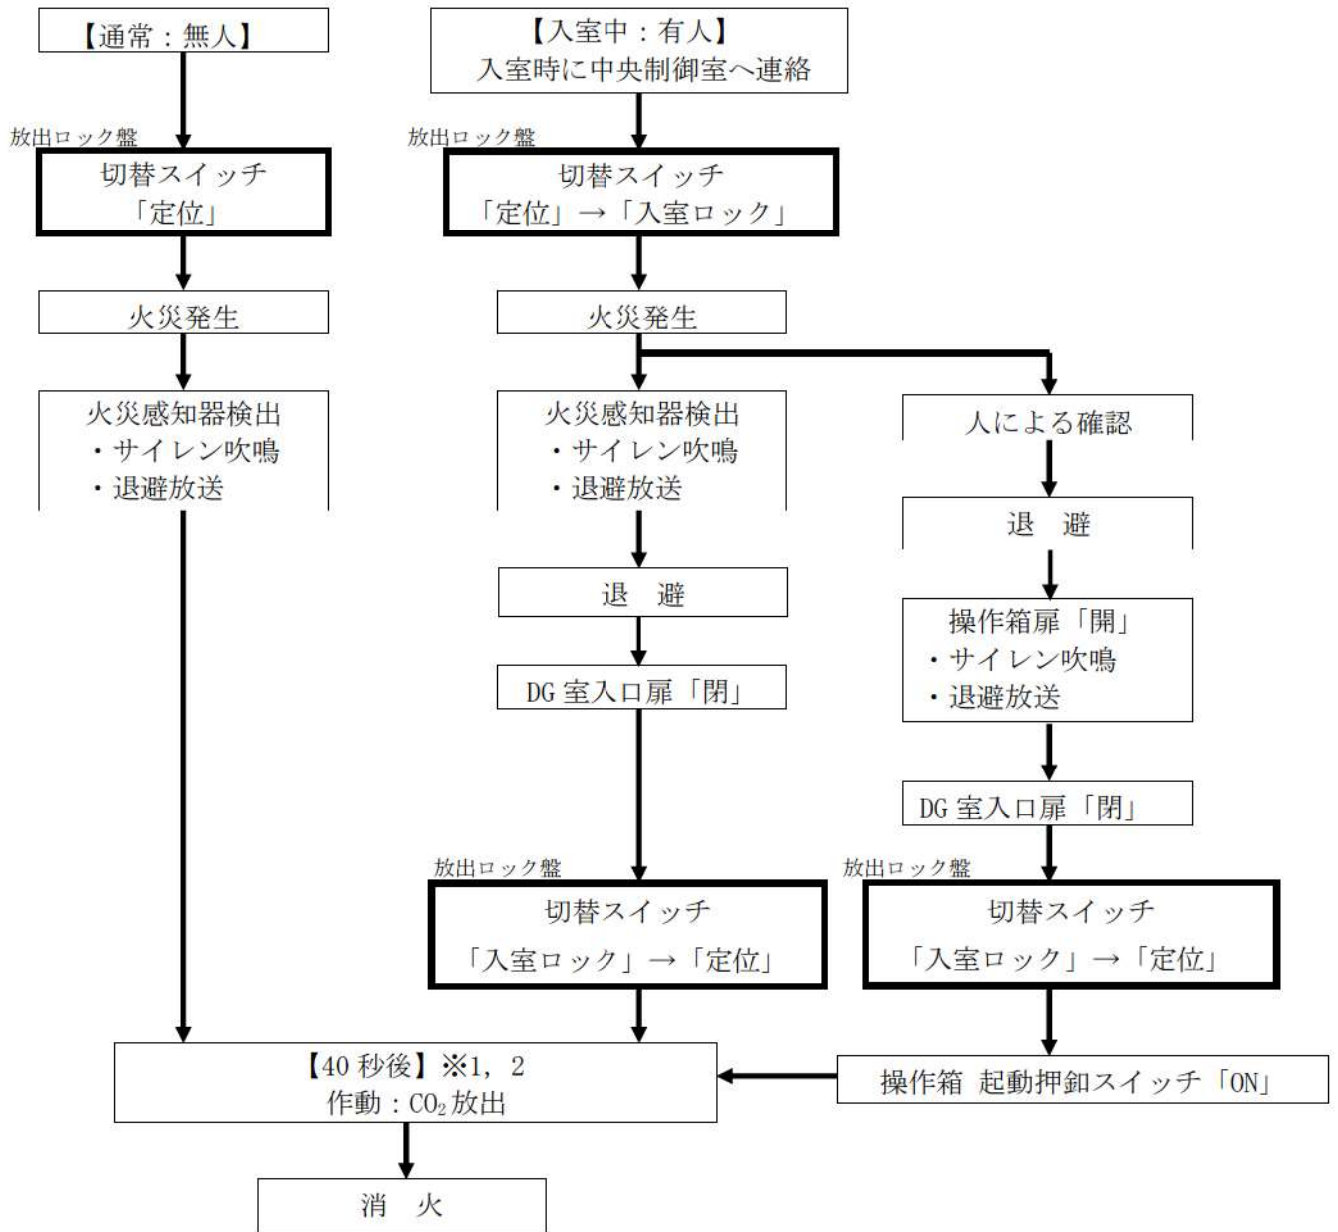 【通常：無人】
放出ロック盤
切替スイッチ
「定位」
火災発生
火災感知器検出
・サイレン吹鳴
・退避放送
【入室中：有人】
入室時に中央制御室へ連絡
放出ロック盤
切替スイッチ
「定位」→「入室ロック」
火災発生
火災感知器検出
・サイレン吹鳴
・退避放送
退　避
DG 室入口扉「閉」
放出ロック盤
切替スイッチ
「入室ロック」→「定位」
人による確認
退　避
操作箱扉「開」
・サイレン吹鳴
・退避放送
DG 室入口扉「閉」
放出ロック盤
切替スイッチ
「入室ロック」→「定位」
操作箱 起動押釦スイッチ「ON」
【40 秒後】※1, 2
作動：CO₂放出
消　火